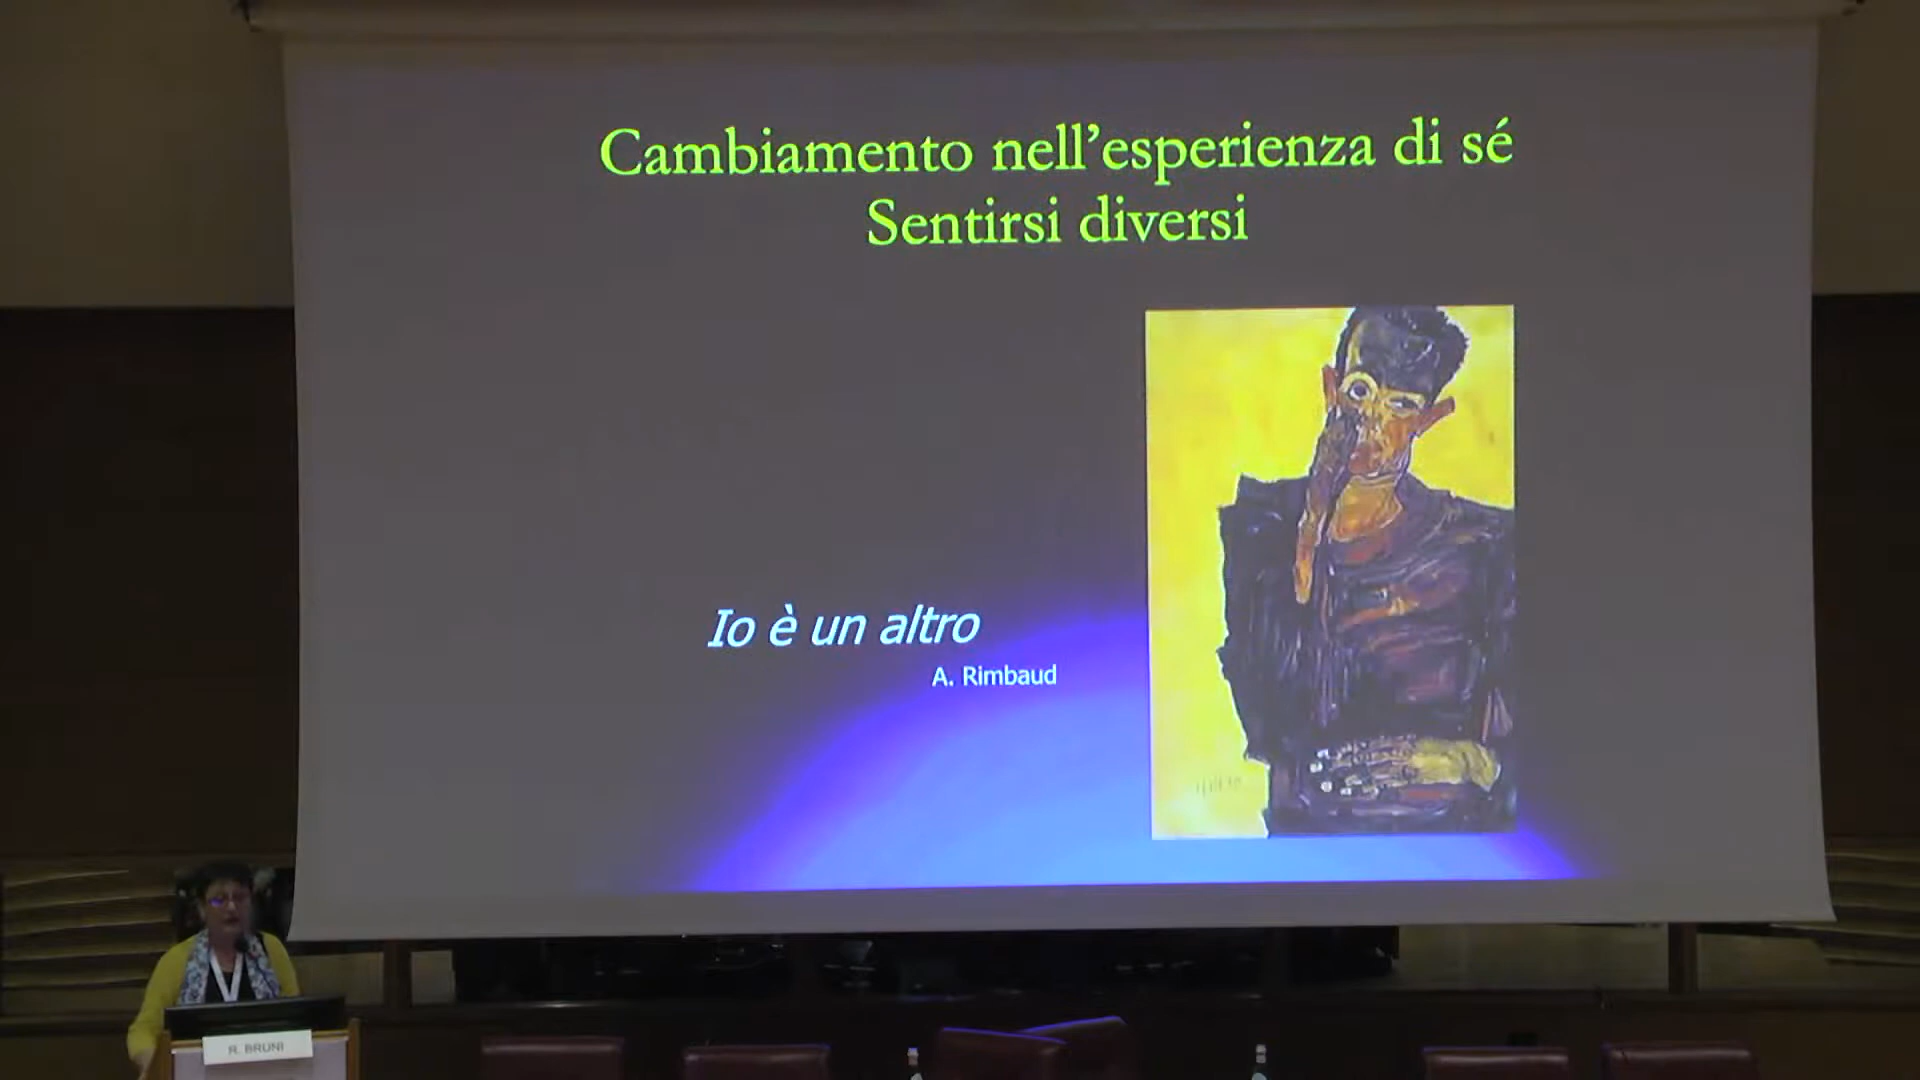 Cambiamento nell'esperienza di sé
Sentirsi diversi
Io è un altro
A. Rimbaud
R. BRUNI